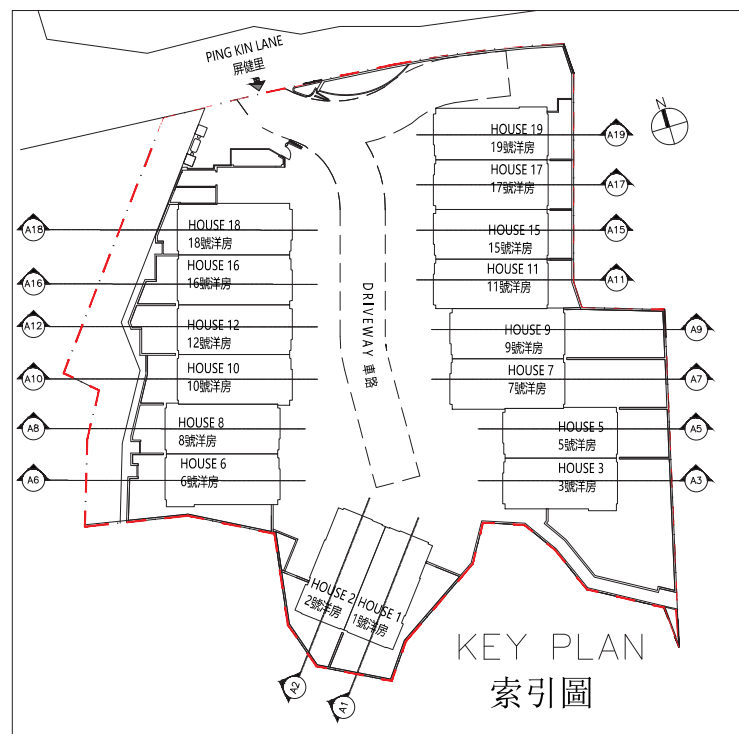 PING KIN LANE
屏健里
N
HOUSE 19
19號洋房
A19
HOUSE 17
17號洋房
A17
A18
HOUSE 18
18號洋房
HOUSE 15
15號洋房
A15
A16
HOUSE 16
16號洋房
HOUSE 11
11號洋房
A11
DRIVEWAY 車路
A12
HOUSE 12
12號洋房
HOUSE 9
9號洋房
A9
A10
HOUSE 10
10號洋房
HOUSE 7
7號洋房
A7
A8
HOUSE 8
8號洋房
HOUSE 5
5號洋房
A5
A6
HOUSE 6
6號洋房
HOUSE 3
3號洋房
A3
HOUSE 2
2號洋房
HOUSE 1
1號洋房
A2
A1
KEY PLAN
索引圖